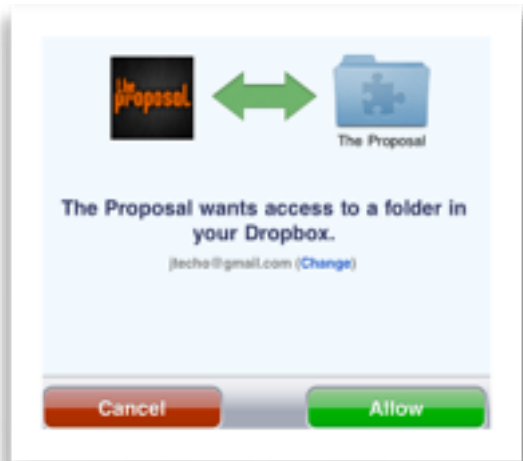 the
proposal
The Proposal
The Proposal wants access to a folder in
your Dropbox.
jtecho@gmail.com (Change)
Cancel
Allow